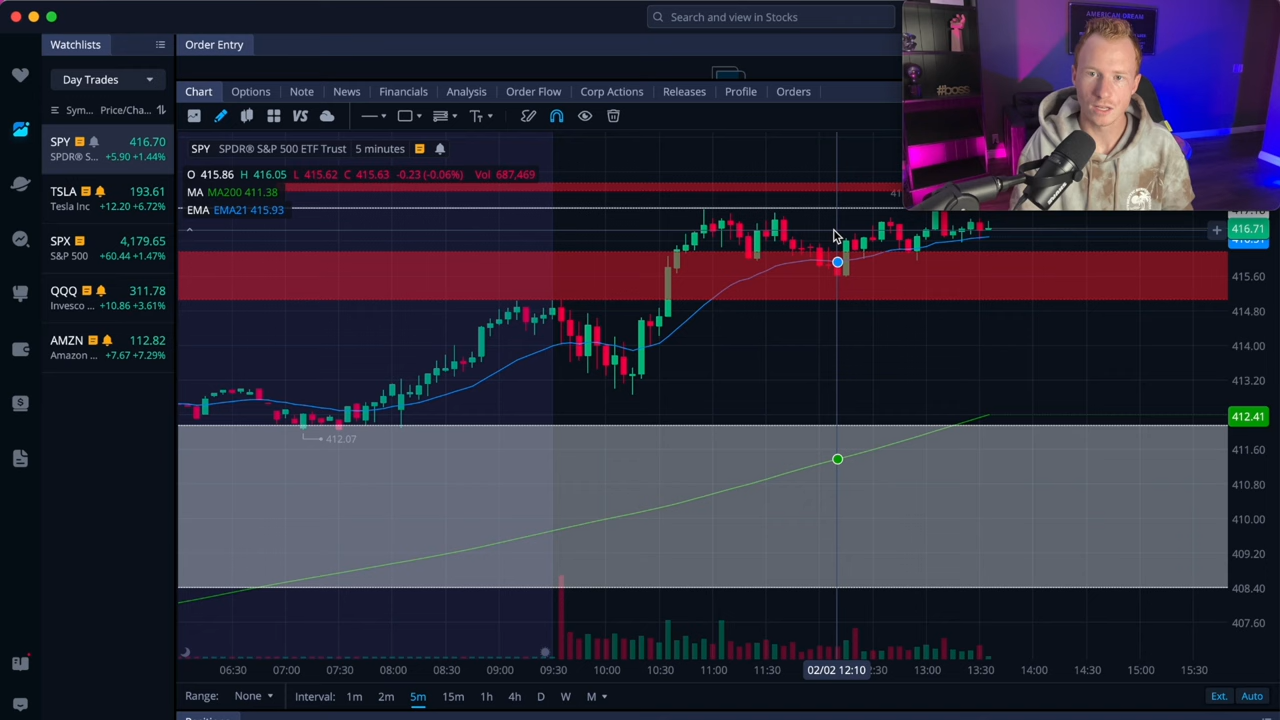 Search and view in Stocks
AMERICAN DREAM
#boss
Watchlists
Order Entry
Day Trades
Sym... Price/Cha...
SPY 416.70
SPDR® S... +5.90 +1.44%
TSLA 193.61
Tesla Inc +12.20 +6.72%
SPX 4,179.65
S&P 500 +60.44 +1.47%
QQQ 311.78
Invesco ... +10.86 +3.61%
AMZN 112.82
Amazon ... +7.67 +7.29%
Chart Options Note News Financials Analysis Order Flow Corp Actions Releases Profile Orders
VS Tт
SPY SPDR® S&P 500 ETF Trust 5 minutes
O 415.86 H 416.05 L 415.62 C 415.63 -0.23 (-0.06%) Vol 687,469
MA MA200 411.38
EMA EMA21 415.93
412.07
416.71
415.60
414.80
414.00
413.20
412.41
411.60
410.80
410.00
409.20
408.40
407.60
06:30 07:00 07:30 08:00 08:30 09:00 09:30 10:00 10:30 11:00 11:30 02/02 12:10 13:00 13:30 14:00 14:30 15:00 15:30
Range: None Interval: 1m 2m 5m 15m 1h 4h D W M Ext. Auto